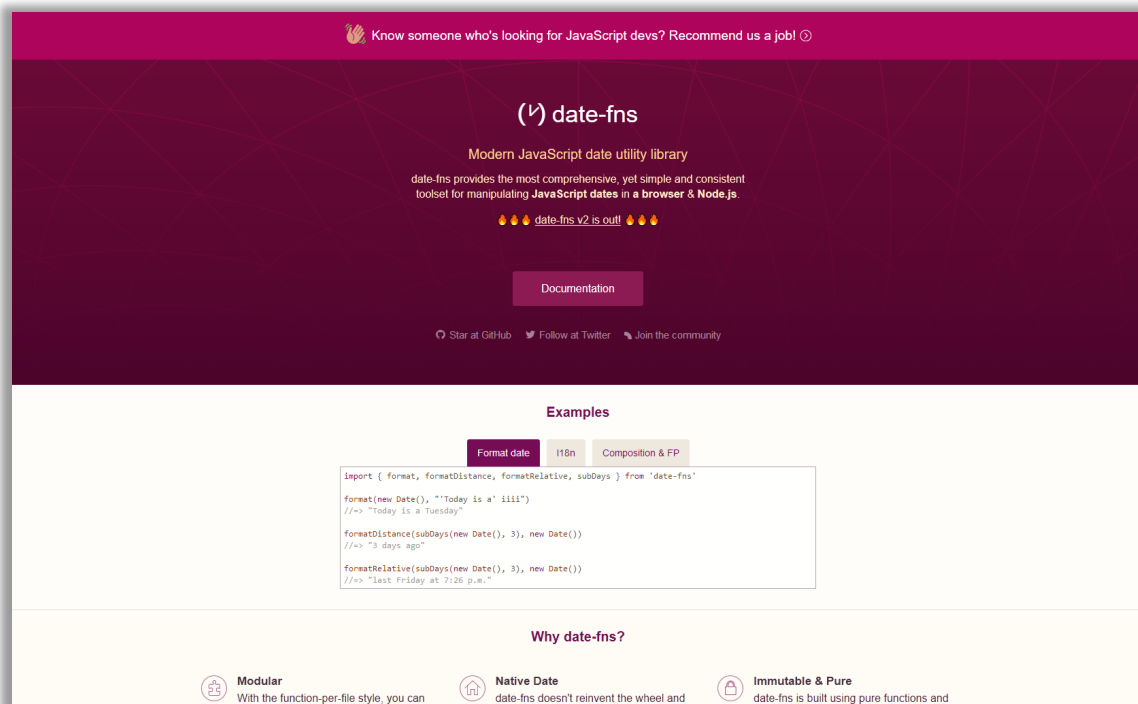 Know someone who's looking for JavaScript devs? Recommend us a job!
date-fns
Modern JavaScript date utility library
date-fns provides the most comprehensive, yet simple and consistent
toolset for manipulating JavaScript dates in a browser & Node.js.
🔥🔥🔥 date-fns v2 is out! 🔥🔥🔥
Documentation
Star at GitHub Follow at Twitter Join the community
Examples
Format date I18n Composition & FP
import { format, formatDistance, formatRelative, subDays } from 'date-fns'
format(new Date(), "'Today is a' iiii")
//=> "Today is a Tuesday"
formatDistance(subDays(new Date(), 3), new Date())
//=> "3 days ago"
formatRelative(subDays(new Date(), 3), new Date())
//=> "last Friday at 7:26 p.m."
Why date-fns?
Modular Native Date Immutable & Pure
With the function-per-file style, you can date-fns doesn't reinvent the wheel and date-fns is built using pure functions and